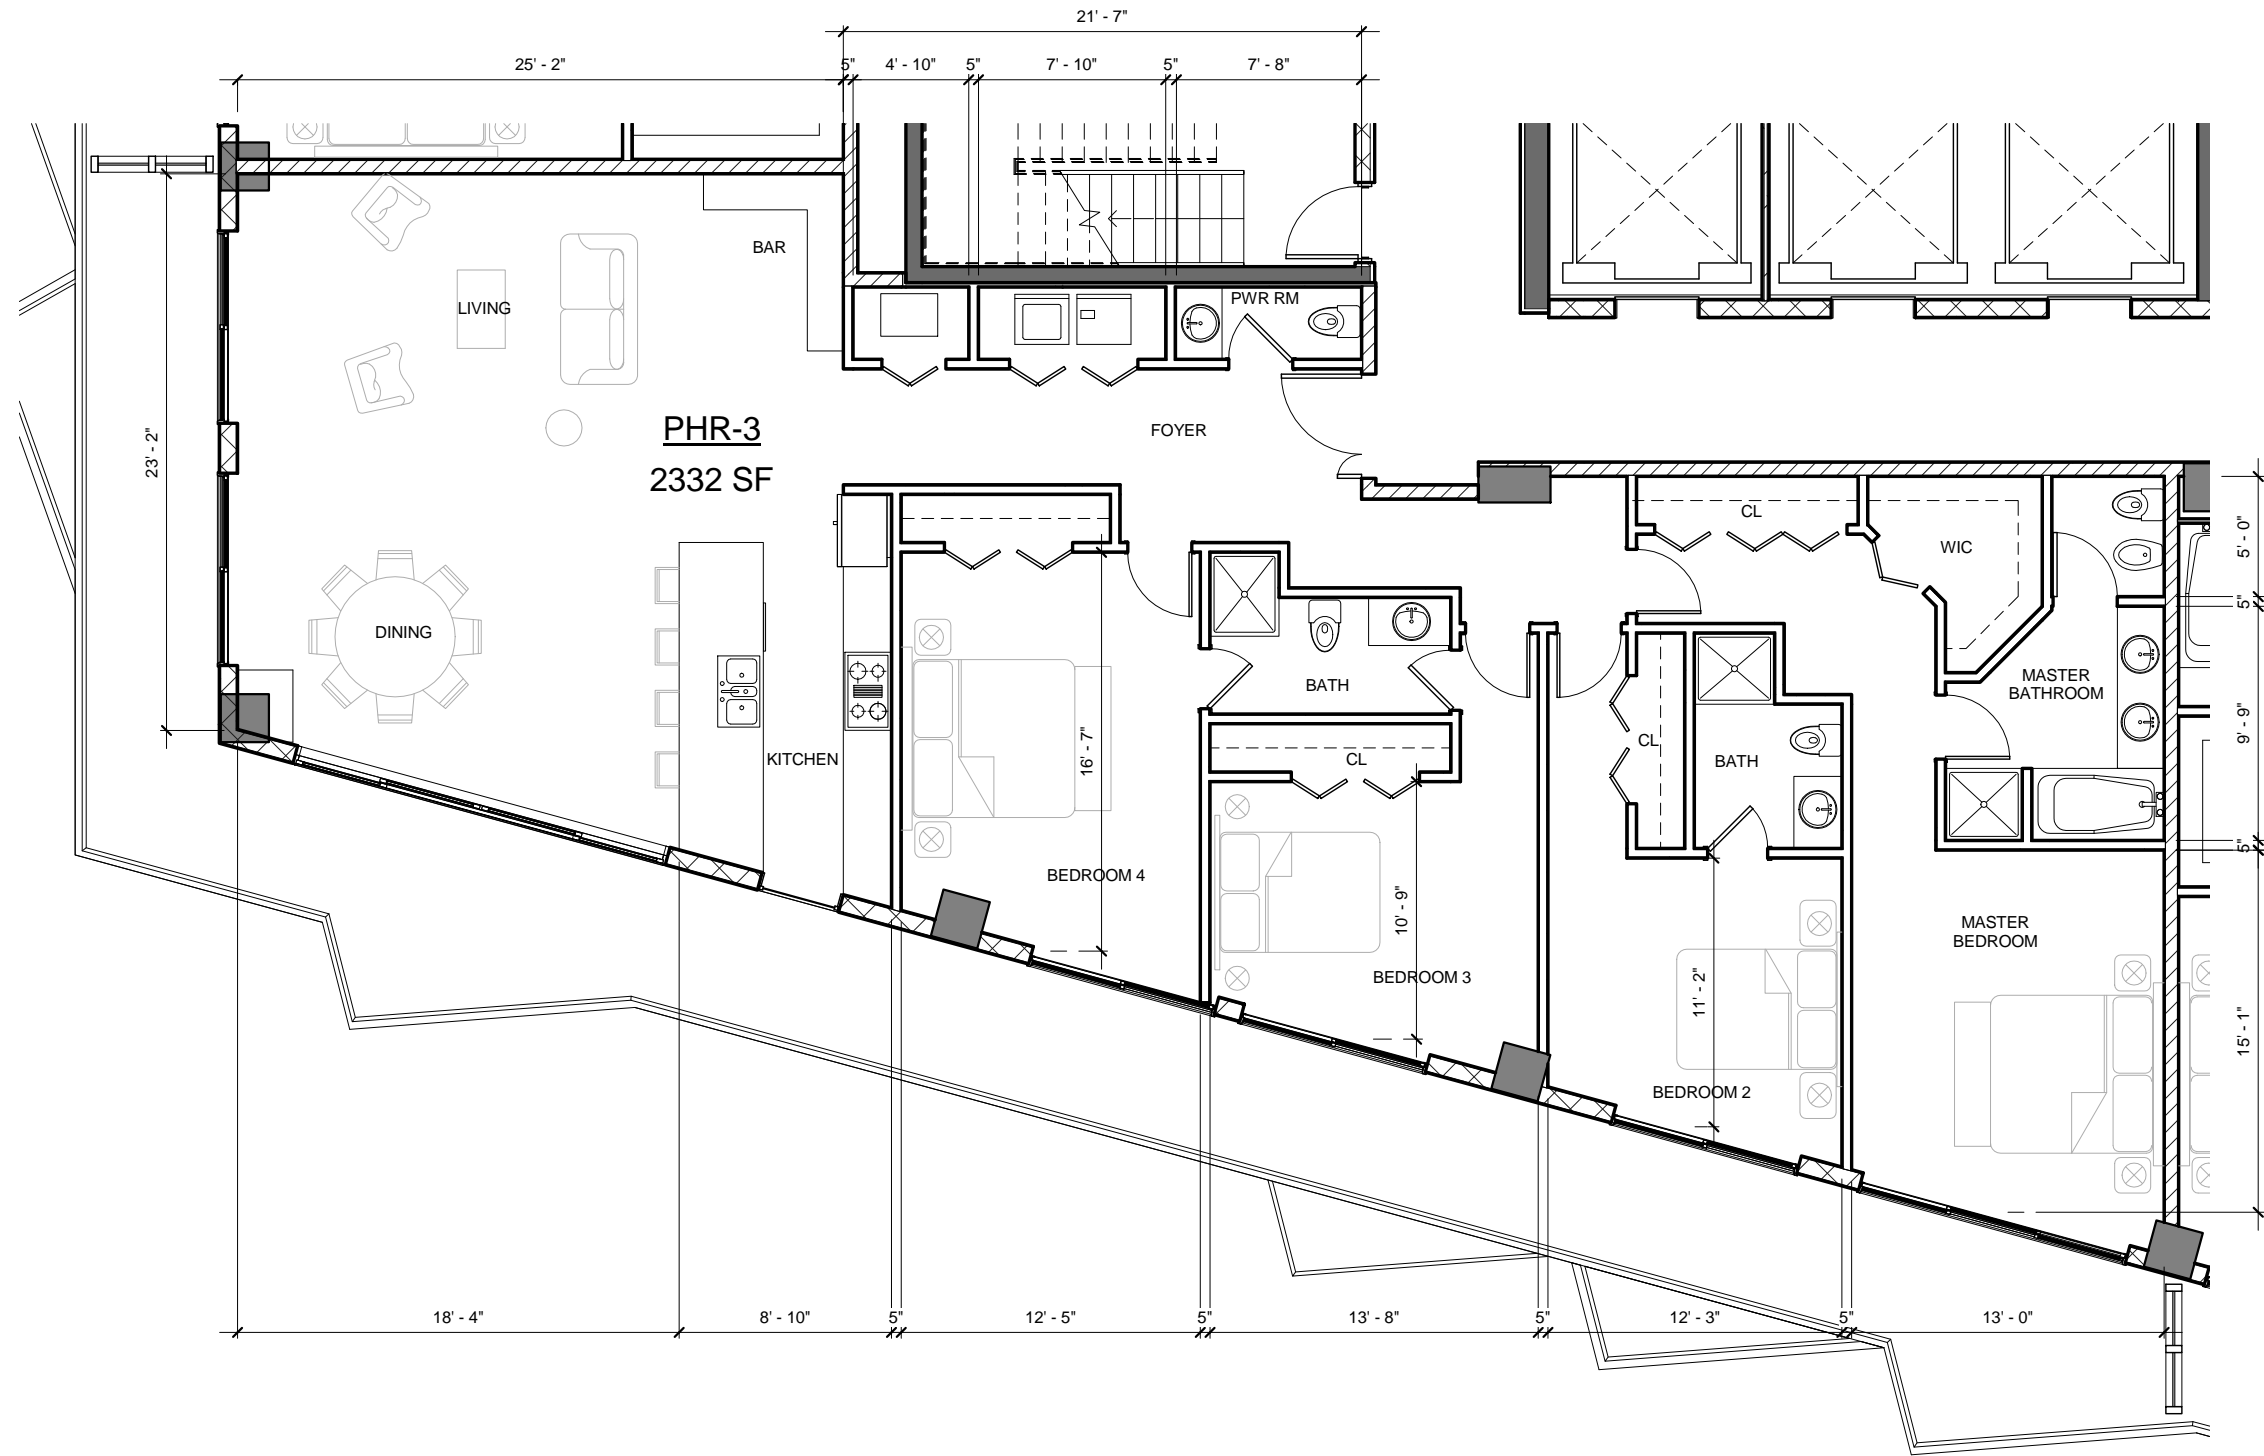 21' - 7"
25' - 2"
5"
4' - 10"
5"
7' - 10"
5"
7' - 8"
BAR
LIVING
PWR RM
23' - 2"
PHR-3
2332 SF
FOYER
CL
WIC
5' - 0"
5"
DINING
BATH
MASTER
BATHROOM
9' - 9"
KITCHEN
16' - 7"
CL
CL
BATH
5"
BEDROOM 4
10' - 9"
MASTER
BEDROOM
BEDROOM 3
11' - 2"
15' - 1"
BEDROOM 2
18' - 4"
8' - 10"
5"
12' - 5"
5"
13' - 8"
5"
12' - 3"
5"
13' - 0"